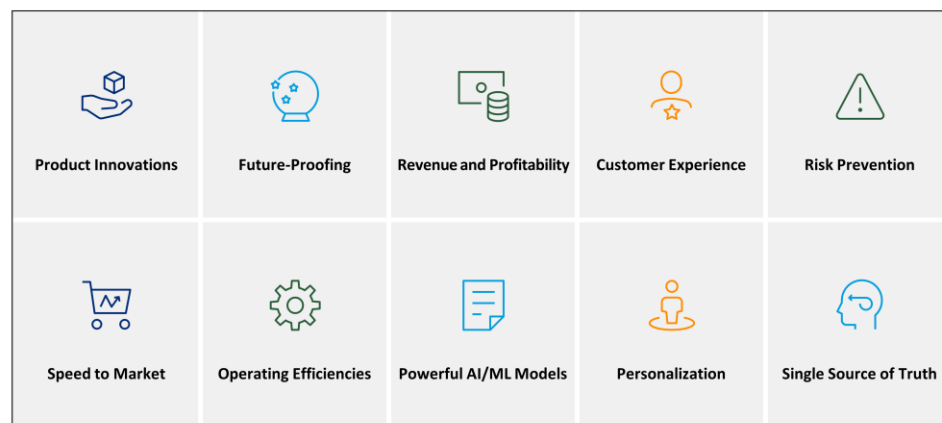 Product Innovations
Future-Proofing
Revenue and Profitability
Customer Experience
Risk Prevention
Speed to Market
Operating Efficiencies
Powerful AI/ML Models
Personalization
Single Source of Truth